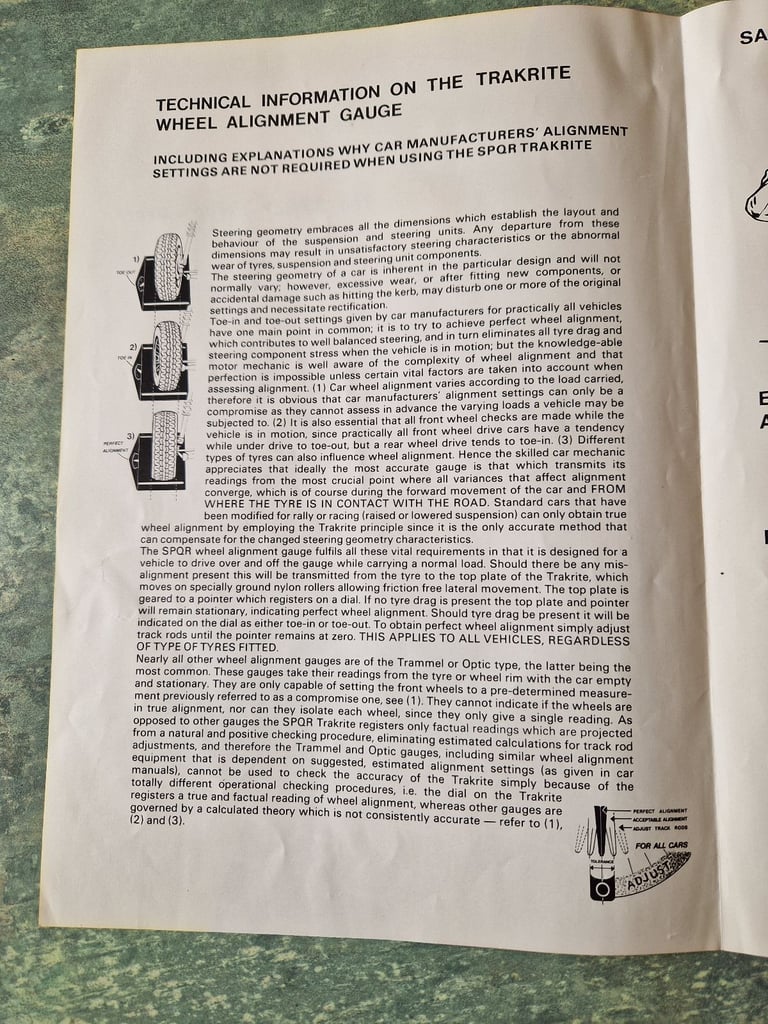 TECHNICAL INFORMATION ON THE TRAKRITE
WHEEL ALIGNMENT GAUGE
INCLUDING EXPLANATIONS WHY CAR MANUFACTURERS' ALIGNMENT
SETTINGS ARE NOT REQUIRED WHEN USING THE SPQR TRAKRITE
Steering geometry embraces all the dimensions which establish the layout and
behaviour of the suspension and steering units. Any departure from these
dimensions may result in unsatisfactory steering characteristics or the abnormal
wear of tyres, suspension and steering unit components.
The steering geometry of a car is inherent in the particular design and will not
normally vary; however, excessive wear, or after fitting new components, or
accidental damage such as hitting the kerb, may disturb one or more of the original
settings and necessitate rectification.
Toe-in and toe-out settings given by car manufacturers for practically all vehicles
have one main point in common; it is to try to achieve perfect wheel alignment,
which contributes to well balanced steering, and in turn eliminates all tyre drag and
steering component stress when the vehicle is in motion; but the knowledge-able
motor mechanic is well aware of the complexity of wheel alignment and that
perfection is impossible unless certain vital factors are taken into account when
assessing alignment. (1) Car wheel alignment varies according to the load carried,
therefore it is obvious that car manufacturers' alignment settings can only be a
compromise as they cannot assess in advance the varying loads a vehicle may be
subjected to. (2) It is also essential that all front wheel checks are made while the
vehicle is in motion, since practically all front wheel drive cars have a tendency
while under drive to toe-out, but a rear wheel drive tends to toe-in. (3) Different
types of tyres can also influence wheel alignment. Hence the skilled car mechanic
appreciates that ideally the most accurate gauge is that which transmits its
readings from the most crucial point where all variances that affect alignment
converge, which is of course during the forward movement of the car and FROM
WHERE THE TYRE IS IN CONTACT WITH THE ROAD. Standard cars that have
been modified for rally or racing (raised or lowered suspension) can only obtain true
wheel alignment by employing the Trakrite principle since it is the only accurate method that
can compensate for the changed steering geometry characteristics.
The SPQR wheel alignment gauge fulfils all these vital requirements in that it is designed for a
vehicle to drive over and off the gauge while carrying a normal load. Should there be any mis-
alignment present this will be transmitted from the tyre to the top plate of the Trakrite, which
moves on specially ground nylon rollers allowing friction free lateral movement. The top plate is
geared to a pointer which registers on a dial. If no tyre drag is present the top plate and pointer
will remain stationary, indicating perfect wheel alignment. Should tyre drag be present it will be
indicated on the dial as either toe-in or toe-out. To obtain perfect wheel alignment simply adjust
track rods until the pointer remains at zero. THIS APPLIES TO ALL VEHICLES, REGARDLESS
OF TYPE OF TYRES FITTED.
Nearly all other wheel alignment gauges are of the Trammel or Optic type, the latter being the
most common. These gauges take their readings from the tyre or wheel rim with the car empty
and stationary. They are only capable of setting the front wheels to a pre-determined measure-
ment previously referred to as a compromise one, see (1). They cannot indicate if the wheels are
in true alignment, nor can they isolate each wheel, since they only give a single reading. As
opposed to other gauges the SPQR Trakrite registers only factual readings which are projected
from a natural and positive checking procedure, eliminating estimated calculations for track rod
adjustments, and therefore the Trammel and Optic gauges, including similar wheel alignment
equipment that is dependent on suggested, estimated alignment settings (as given in car
manuals), cannot be used to check the accuracy of the Trakrite simply because of the
totally different operational checking procedures, i.e. the dial on the Trakrite
registers a true and factual reading of wheel alignment, whereas other gauges are
governed by a calculated theory which is not consistently accurate — refer to (1),
(2) and (3).
1)
TOE OUT
2)
TOE IN
3)
PERFECT
ALIGNMENT
PERFECT ALIGNMENT
ACCEPTABLE ALIGNMENT
ADJUST TRACK RODS
TOLERANCE
FOR ALL CARS
ADJUST
SA